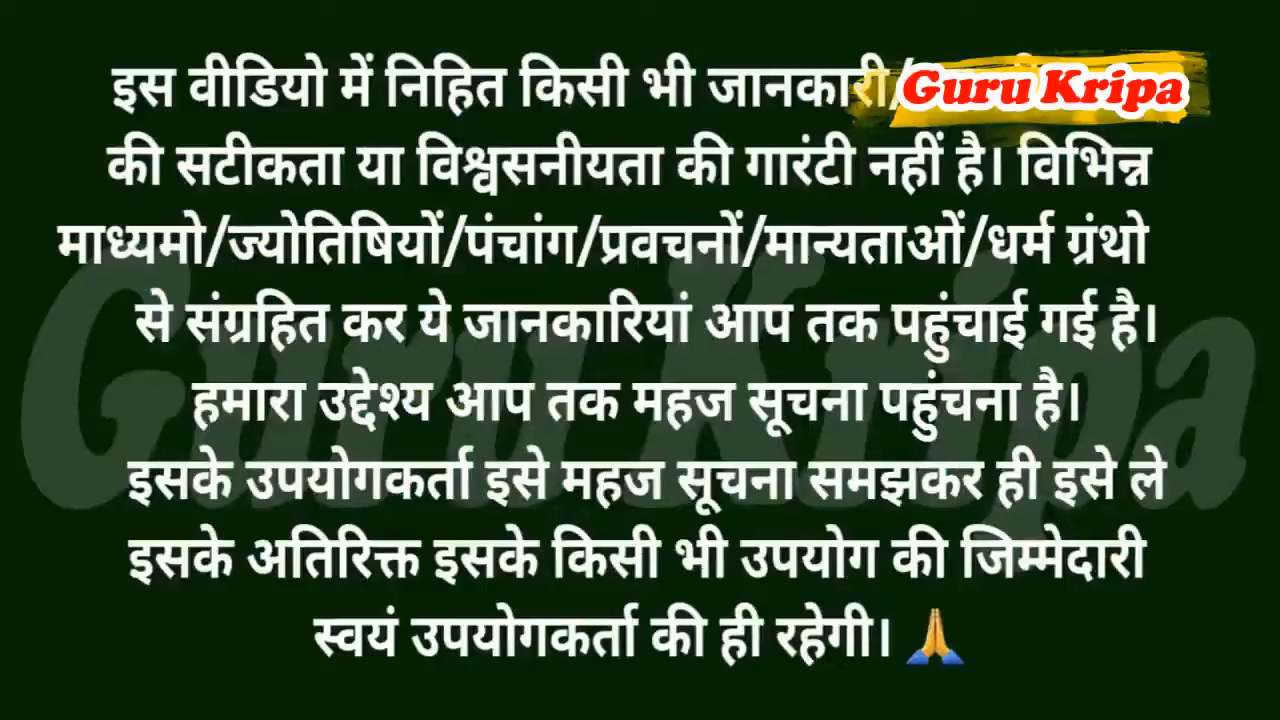 इस वीडियो में निहित किसी भी जानकारी/
Guru Kripa
की सटीकता या विश्वसनीयता की गारंटी नहीं है। विभिन्न
माध्यमो/ज्योतिषियों/पंचांग/प्रवचनों/मान्यताओं/धर्म ग्रंथो
से संग्रहित कर ये जानकारियां आप तक पहुंचाई गई है।
हमारा उद्देश्य आप तक महज सूचना पहुंचना है।
इसके उपयोगकर्ता इसे महज सूचना समझकर ही इसे ले
इसके अतिरिक्त इसके किसी भी उपयोग की जिम्मेदारी
स्वयं उपयोगकर्ता की ही रहेगी। 🙏
Guru Kripa